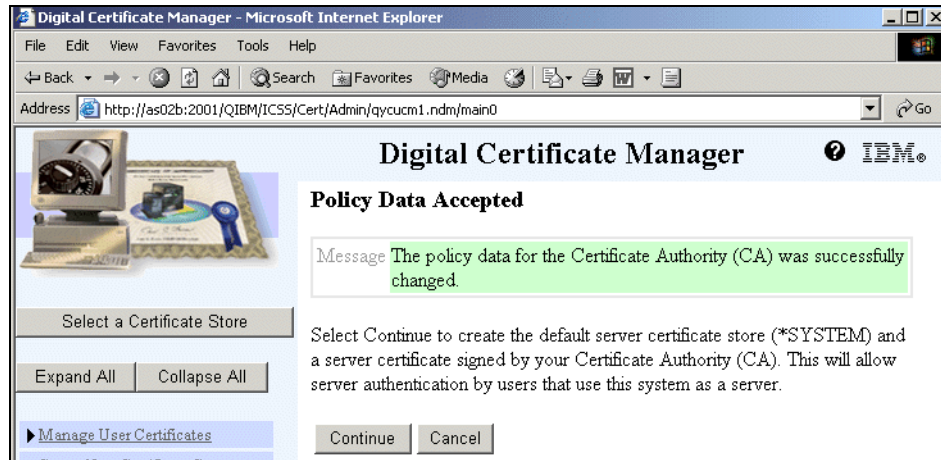 Digital Certificate Manager - Microsoft Internet Explorer
File Edit View Favorites Tools Help
Back Search Favorites Media
Address http://as02b:2001/QIBM/ICSS/Cert/Admin/qycucm1.ndm/main0 Go
Digital Certificate Manager ? IBM®
Policy Data Accepted
Message The policy data for the Certificate Authority (CA) was successfully
changed.
Select a Certificate Store
Select Continue to create the default server certificate store (*SYSTEM) and
a server certificate signed by your Certificate Authority (CA). This will allow
server authentication by users that use this system as a server.
Expand All Collapse All
Manage User Certificates
Continue Cancel